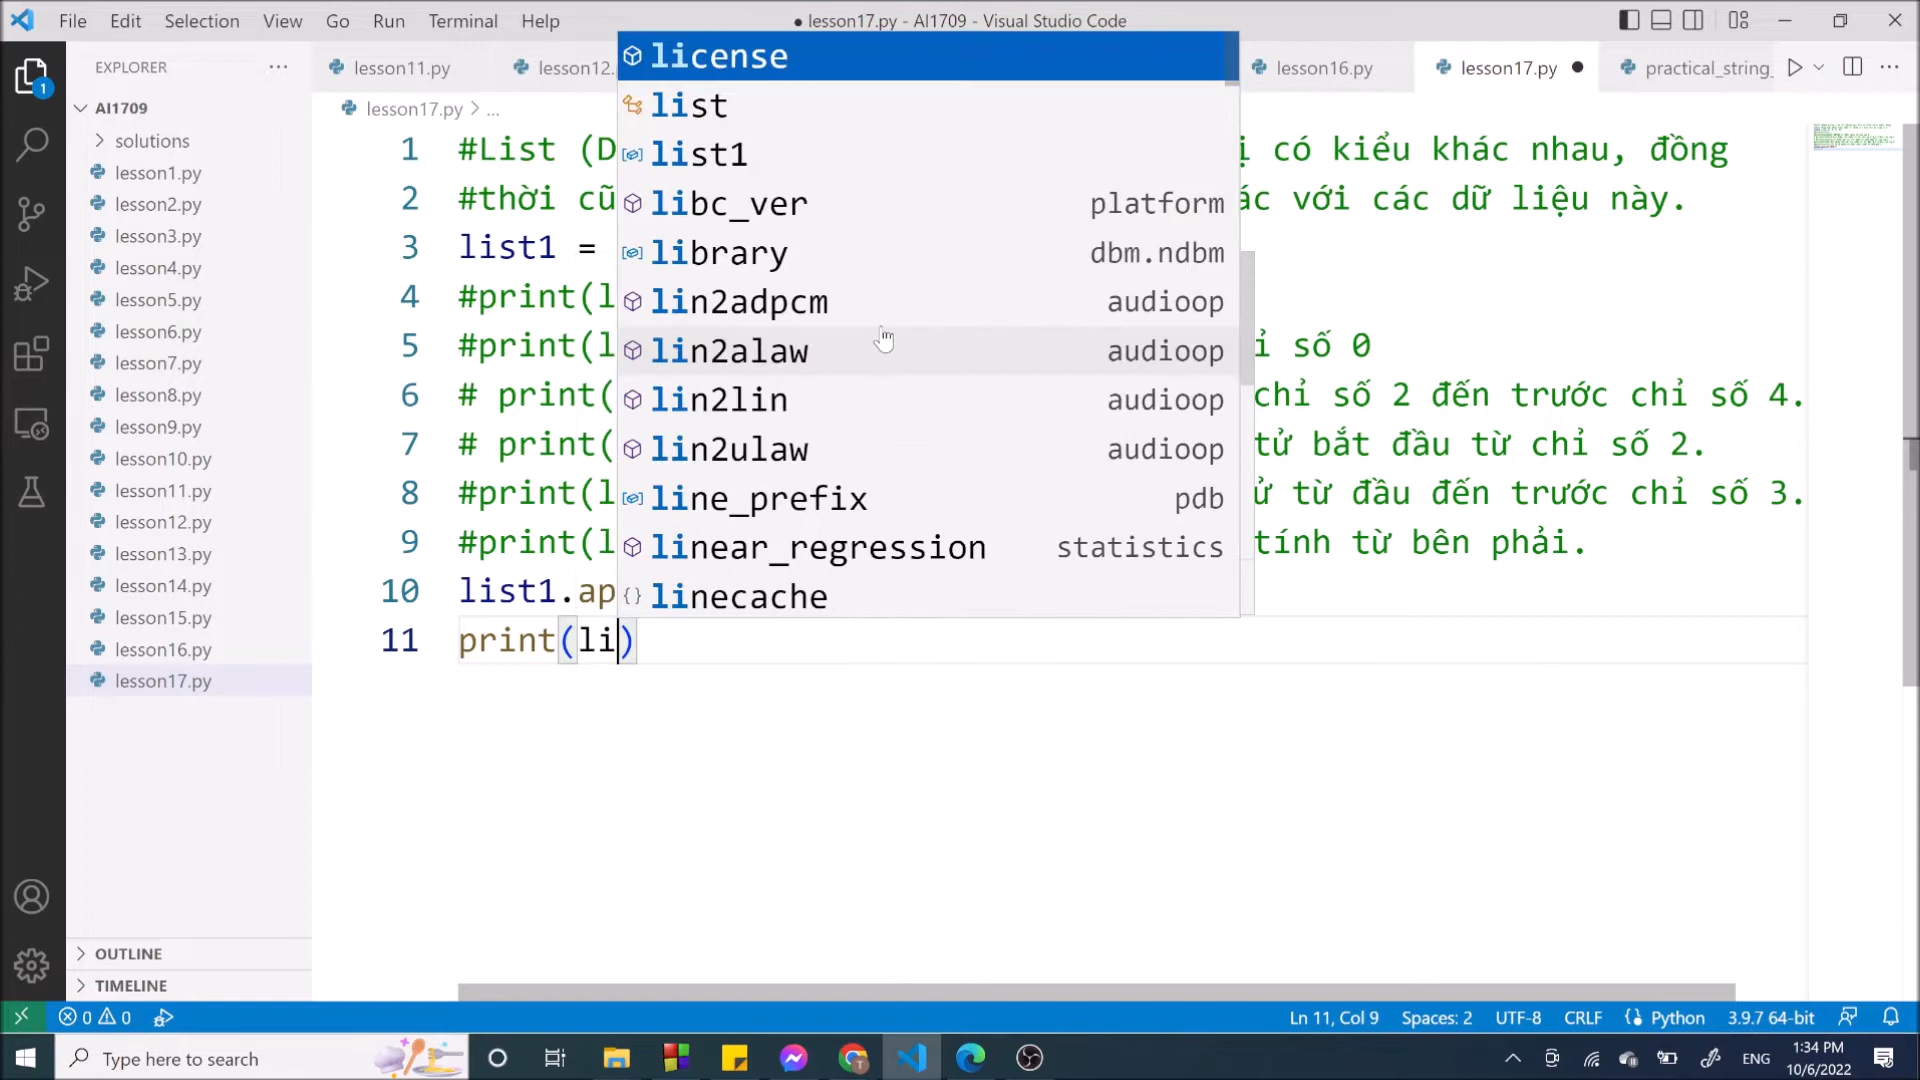 File Edit Selection View Go Run Terminal Help
● lesson17.py - AI1709 - Visual Studio Code
EXPLORER
AI1709
solutions
lesson1.py
lesson2.py
lesson3.py
lesson4.py
lesson5.py
lesson6.py
lesson7.py
lesson8.py
lesson9.py
lesson10.py
lesson11.py
lesson12.py
lesson13.py
lesson14.py
lesson15.py
lesson16.py
lesson17.py
OUTLINE
TIMELINE
lesson11.py lesson12. lesson16.py lesson17.py ● practical_string_
lesson17.py > ...
1 #List (D ị có kiểu khác nhau, đồng
2 #thời cũ ác với các dữ liệu này.
3 list1 =
4 #print(l
5 #print(l ỉ số 0
6 # print( chỉ số 2 đến trước chỉ số 4.
7 # print( tử bắt đầu từ chỉ số 2.
8 #print(l ử từ đầu đến trước chỉ số 3.
9 #print(l tính từ bên phải.
10 list1.ap
11 print(li)
license
list
list1
libc_ver platform
library dbm.ndbm
lin2adpcm audioop
lin2alaw audioop
lin2lin audioop
lin2ulaw audioop
line_prefix pdb
linear_regression statistics
linecache
0 0 Ln 11, Col 9 Spaces: 2 UTF-8 CRLF Python 3.9.7 64-bit
Type here to search
ENG
1:34 PM
10/6/2022